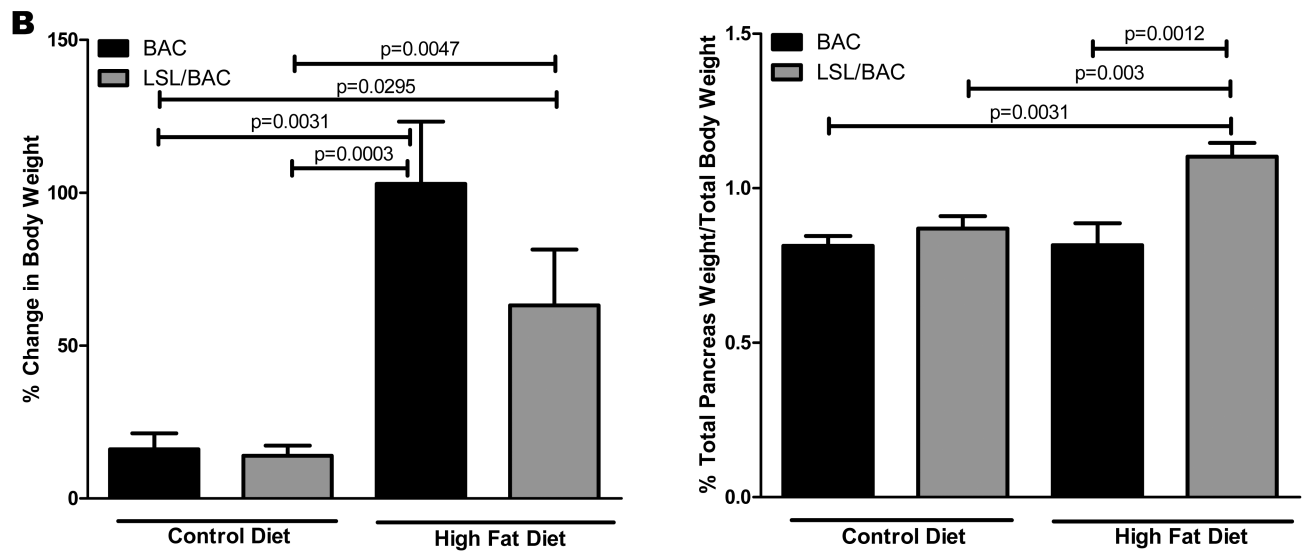 B
% Change in Body Weight
150
100
50
0
BAC
LSL/BAC
p=0.0047
p=0.0295
p=0.0031
p=0.0003
Control Diet
High Fat Diet
% Total Pancreas Weight/Total Body Weight
1.5
1.0
0.5
0.0
BAC
LSL/BAC
p=0.0012
p=0.003
p=0.0031
Control Diet
High Fat Diet